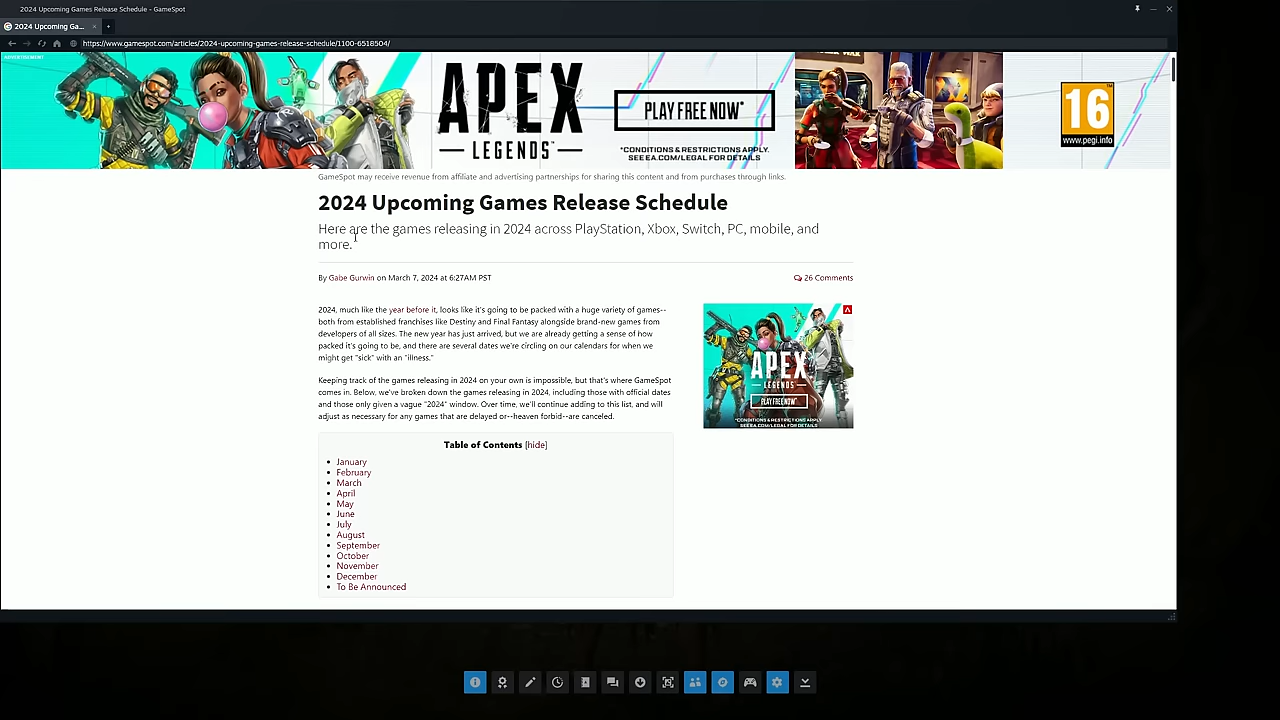 2024 Upcoming Games Release Schedule - GameSpot
2024 Upcoming Ga...
https://www.gamespot.com/articles/2024-upcoming-games-release-schedule/1100-6518504/
ADVERTISEMENT
APEX
LEGENDS™
PLAY FREE NOW*
*CONDITIONS & RESTRICTIONS APPLY.
SEE EA.COM/LEGAL FOR DETAILS
16
www.pegi.info
GameSpot may receive revenue from affiliate and advertising partnerships for sharing this content and from purchases through links.
2024 Upcoming Games Release Schedule
Here are the games releasing in 2024 across PlayStation, Xbox, Switch, PC, mobile, and
more.
By Gabe Gurwin on March 7, 2024 at 6:27AM PST
26 Comments
2024, much like the year before it, looks like it's going to be packed with a huge variety of games--
both from established franchises like Destiny and Final Fantasy alongside brand-new games from
developers of all sizes. The new year has just arrived, but we are already getting a sense of how
packed it's going to be, and there are several dates we're circling on our calendars for when we
might get "sick" with an "illness."
Keeping track of the games releasing in 2024 on your own is impossible, but that's where GameSpot
comes in. Below, we've broken down the games releasing in 2024, including those with official dates
and those only given a vague "2024" window. Over time, we'll continue adding to this list, and will
adjust as necessary for any games that are delayed or--heaven forbid--are canceled.
APEX
LEGENDS
PLAY FREE NOW*
*CONDITIONS & RESTRICTIONS APPLY
SEE EA.COM/LEGAL FOR DETAILS
Table of Contents [hide]
January
February
March
April
May
June
July
August
September
October
November
December
To Be Announced